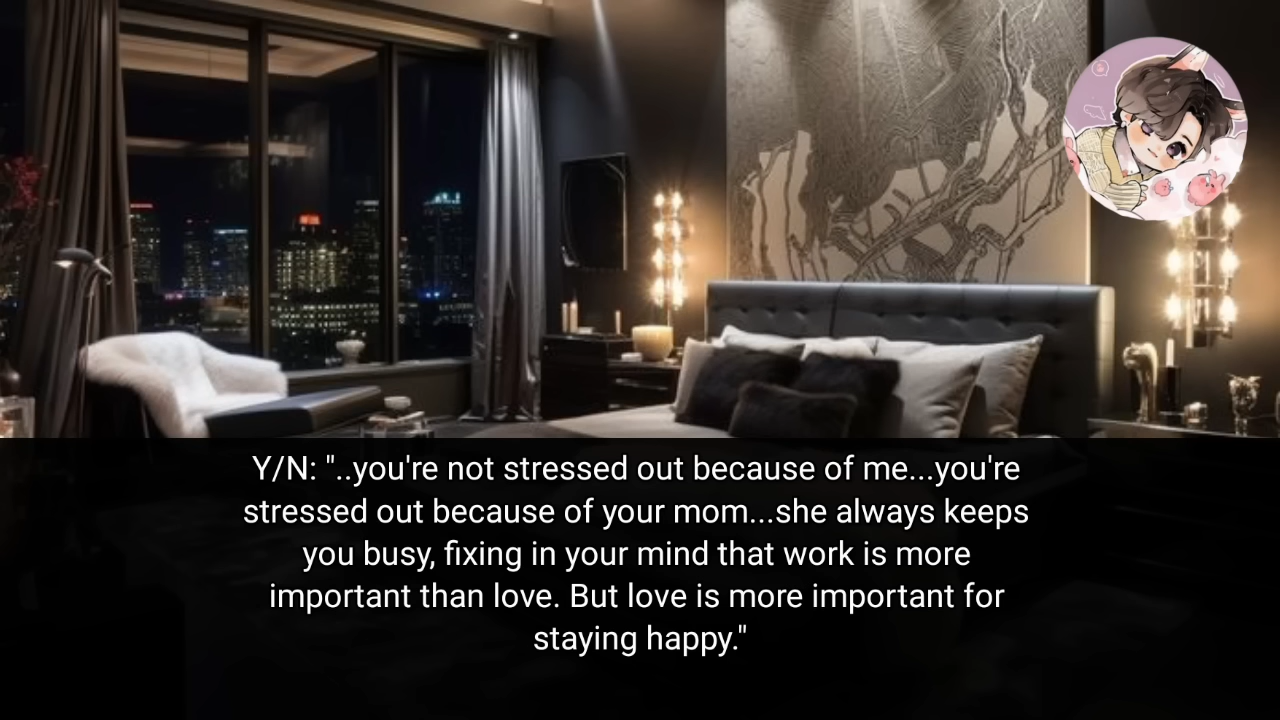 Y/N: "..you're not stressed out because of me...you're
stressed out because of your mom...she always keeps
you busy, fixing in your mind that work is more
important than love. But love is more important for
staying happy."